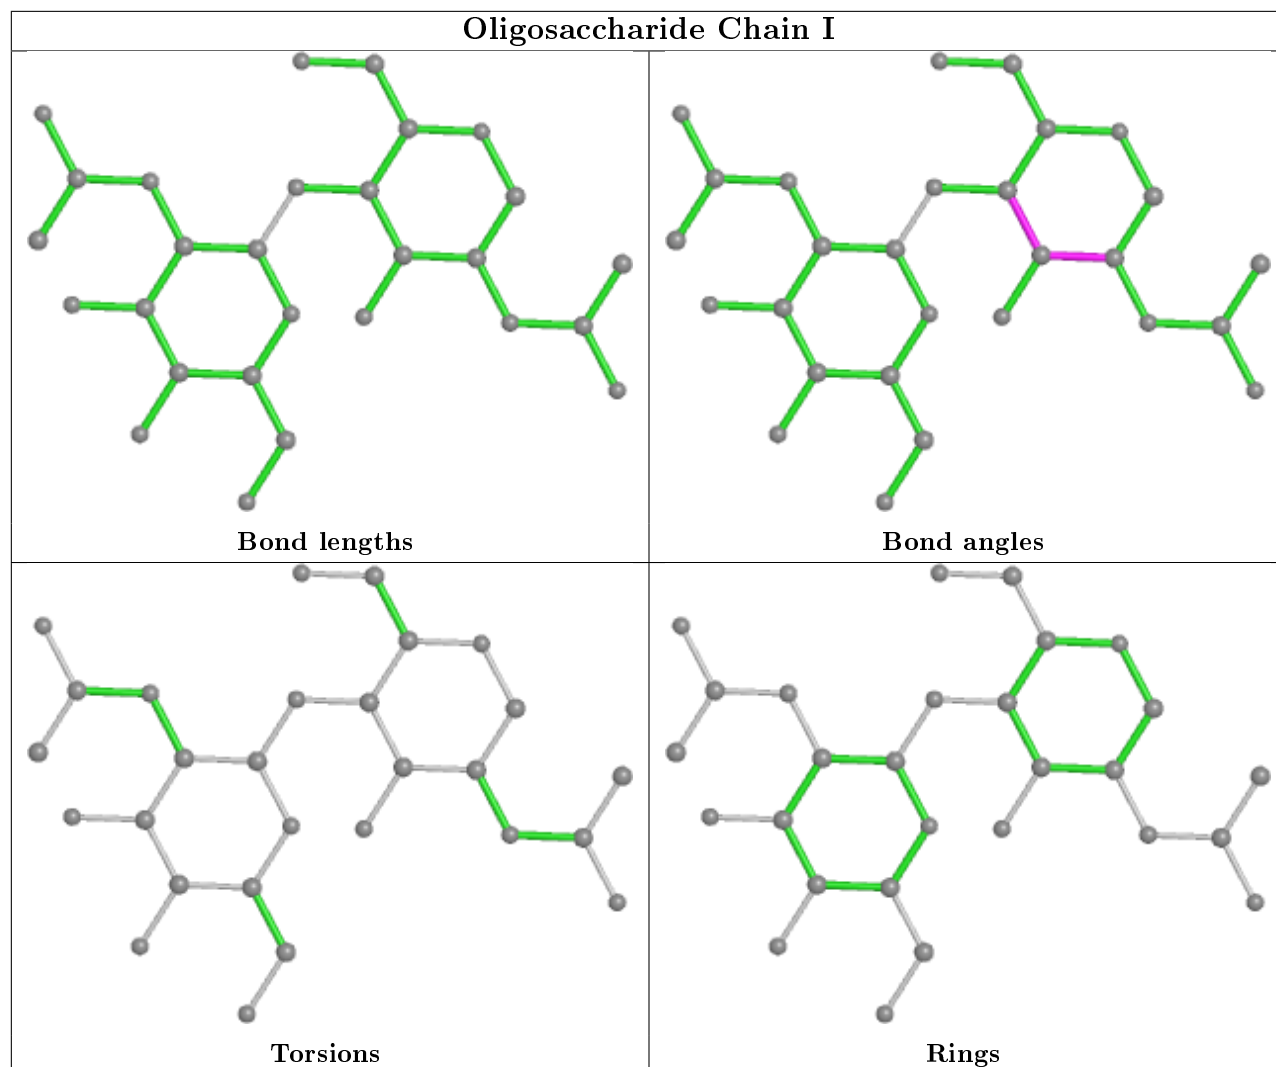 Oligosaccharide Chain I
Bond lengths
Bond angles
Torsions
Rings